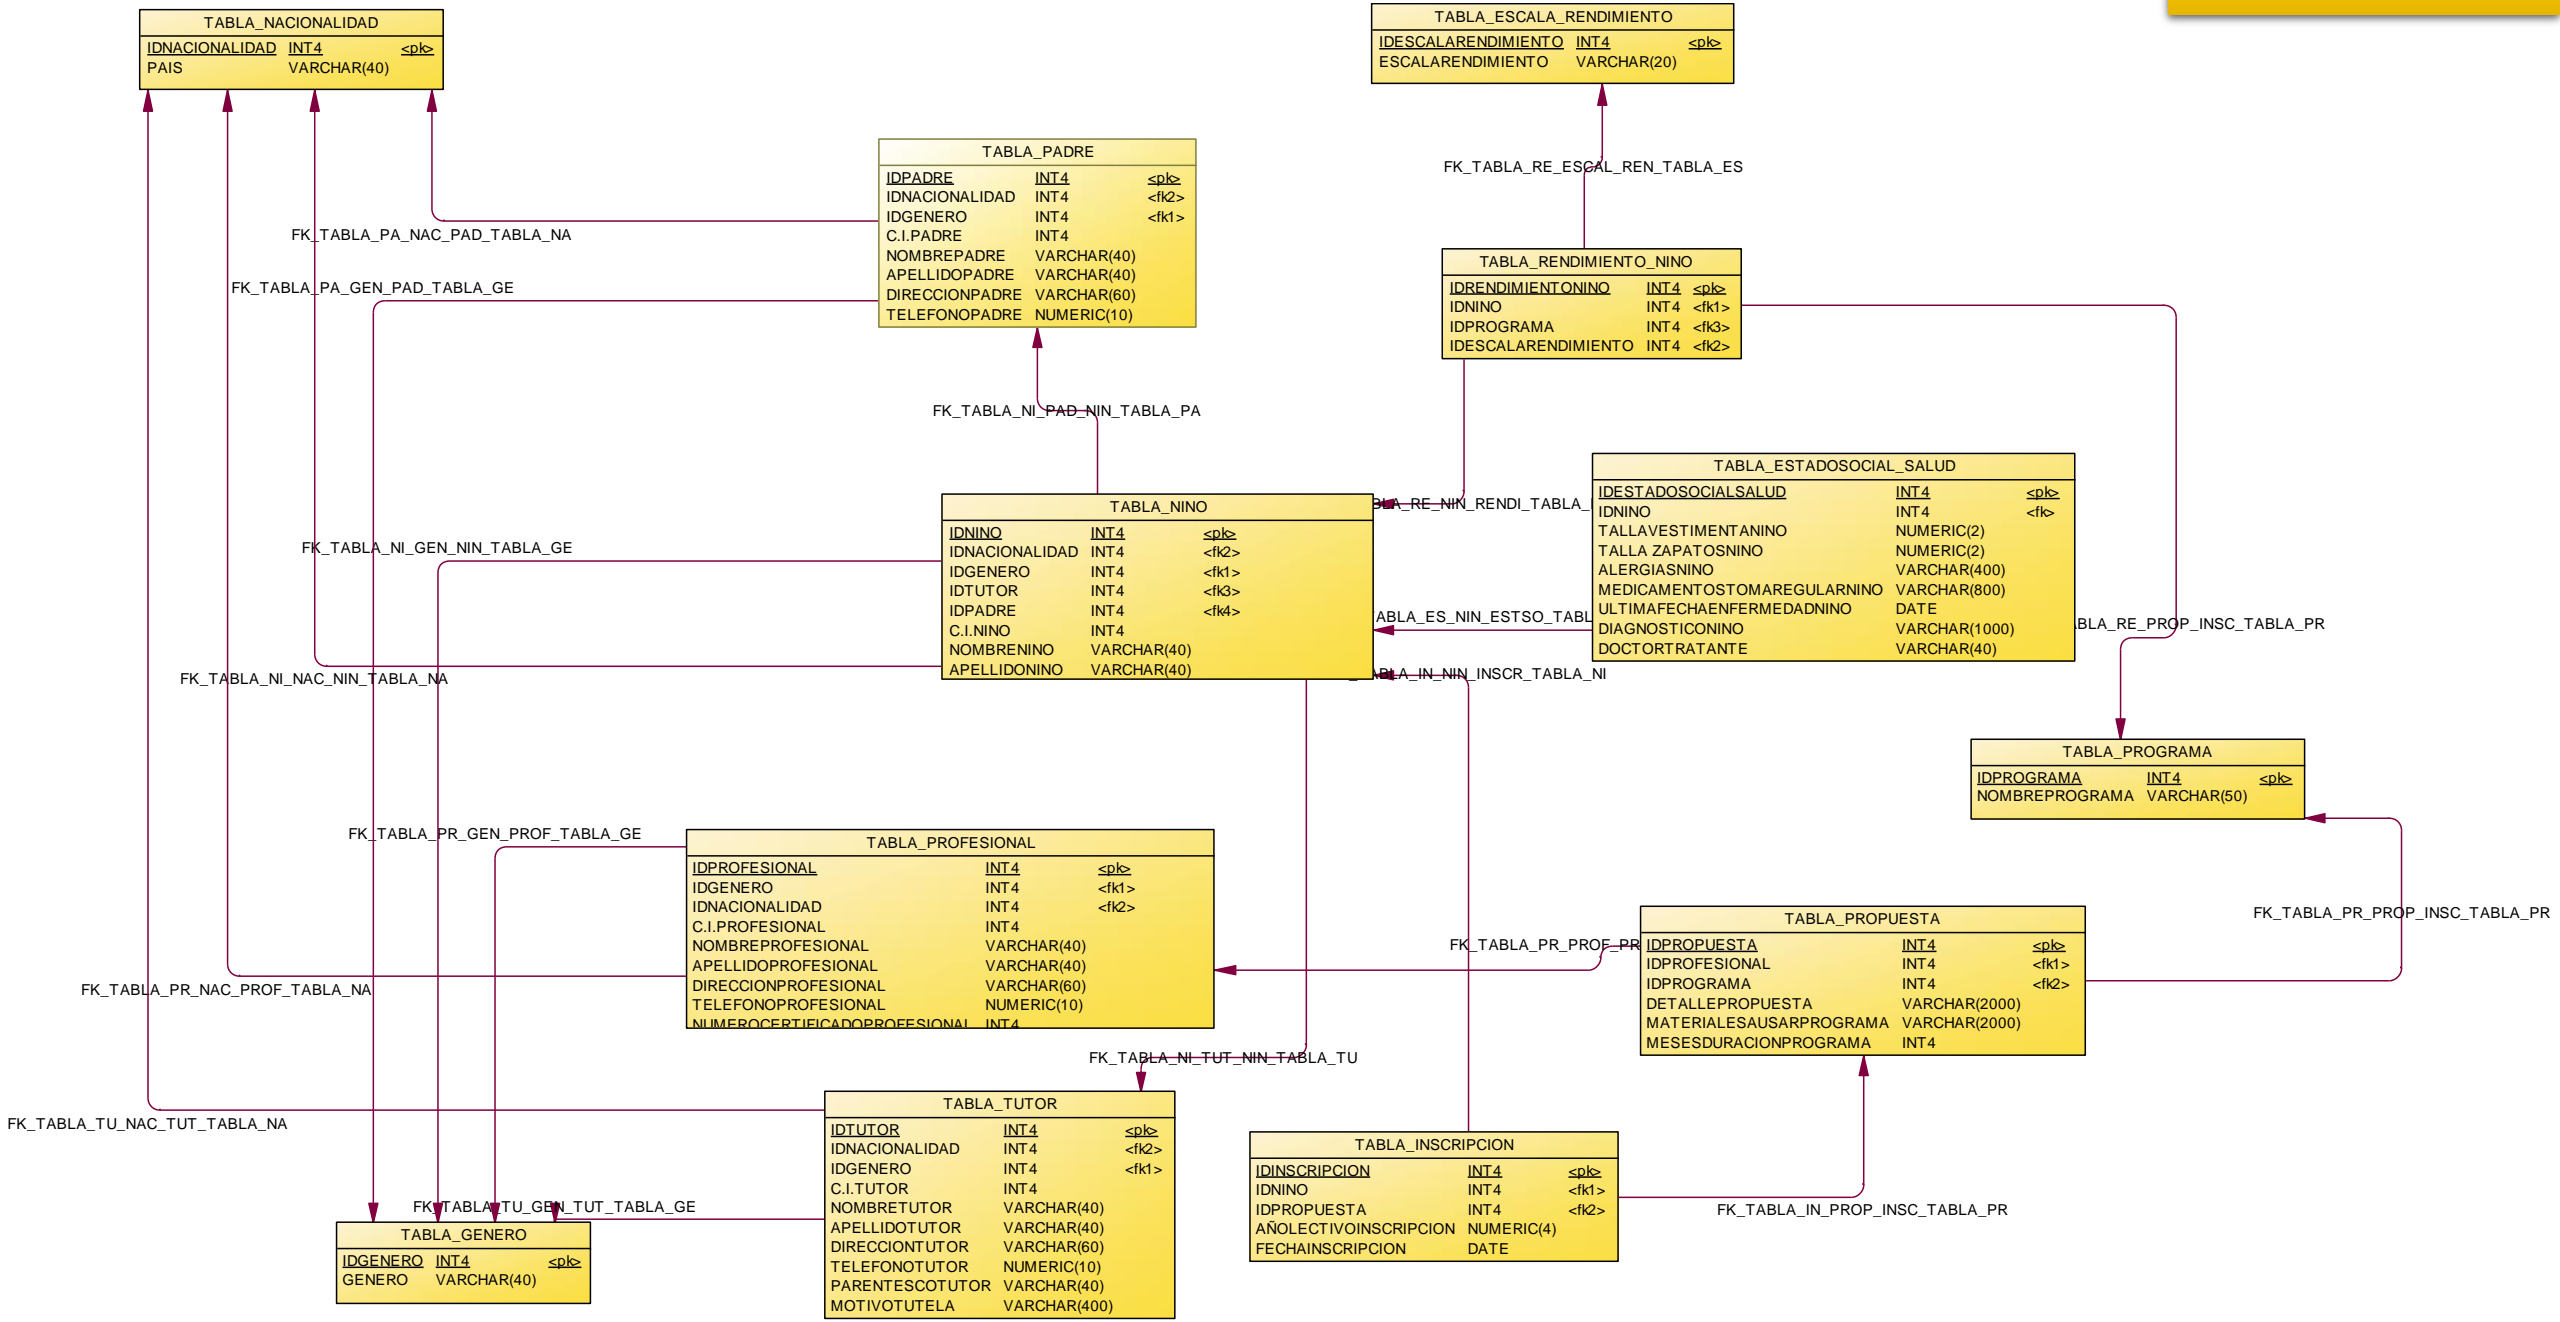 TABLA_NACIONALIDAD
IDNACIONALIDAD INT4 <pk>
PAIS VARCHAR(40)
TABLA_ESCALA_RENDIMIENTO
IDESCALARENDIMIENTO INT4 <pk>
ESCALARENDIMIENTO VARCHAR(20)
TABLA_PADRE
IDPADRE INT4 <pk>
IDNACIONALIDAD INT4 <fk2>
IDGENERO INT4 <fk1>
C.I.PADRE INT4
NOMBREPADRE VARCHAR(40)
APELLIDOPADRE VARCHAR(40)
DIRECCIONPADRE VARCHAR(60)
TELEFONOPADRE NUMERIC(10)
FK_TABLA_RE_ESCAL_REN_TABLA_ES
FK_TABLA_PA_NAC_PAD_TABLA_NA
FK_TABLA_PA_GEN_PAD_TABLA_GE
TABLA_RENDIMIENTO_NINO
IDRENDIMIENTONINO INT4 <pk>
IDNINO INT4 <fk1>
IDPROGRAMA INT4 <fk3>
IDESCALARENDIMIENTO INT4 <fk2>
FK_TABLA_NI_PAD_NIN_TABLA_PA
TABLA_NINO
IDNINO INT4 <pk>
IDNACIONALIDAD INT4 <fk2>
IDGENERO INT4 <fk1>
IDTUTOR INT4 <fk3>
IDPADRE INT4 <fk4>
C.I.NINO INT4
NOMBRENINO VARCHAR(40)
APELLIDONINO VARCHAR(40)
BLA_RE_NIN_RENDI_TABLA_
TABLA_ESTADOSOCIAL_SALUD
IDESTADOSOCIALSALUD INT4 <pk>
IDNINO INT4 <fk>
TALLAVESTIMENTANINO NUMERIC(2)
TALLA ZAPATOSNINO NUMERIC(2)
ALERGIASNINO VARCHAR(400)
MEDICAMENTOSTOMAREGULARNINO VARCHAR(800)
ULTIMAFECHAENFERMEDADNINO DATE
DIAGNOSTICONINO VARCHAR(1000)
DOCTORTRATANTE VARCHAR(40)
FK_TABLA_NI_GEN_NIN_TABLA_GE
ABLA_ES_NIN_ESTSO_TABL
BLA_RE_PROP_INSC_TABLA_PR
FK_TABLA_NI_NAC_NIN_TABLA_NA
_TABLA_IN_NIN_INSCR_TABLA_NI
TABLA_PROGRAMA
IDPROGRAMA INT4 <pk>
NOMBREPROGRAMA VARCHAR(50)
FK_TABLA_PR_GEN_PROF_TABLA_GE
TABLA_PROFESIONAL
IDPROFESIONAL INT4 <pk>
IDGENERO INT4 <fk1>
IDNACIONALIDAD INT4 <fk2>
C.I.PROFESIONAL INT4
NOMBREPROFESIONAL VARCHAR(40)
APELLIDOPROFESIONAL VARCHAR(40)
DIRECCIONPROFESIONAL VARCHAR(60)
TELEFONOPROFESIONAL NUMERIC(10)
NUMEROCERTIFICADOPROFESIONAL INT4
FK_TABLA_PR_PROF_PR
TABLA_PROPUESTA
IDPROPUESTA INT4 <pk>
IDPROFESIONAL INT4 <fk1>
IDPROGRAMA INT4 <fk2>
DETALLEPROPUESTA VARCHAR(2000)
MATERIALESAUSARPROGRAMA VARCHAR(2000)
MESESDURACIONPROGRAMA INT4
FK_TABLA_PR_PROP_INSC_TABLA_PR
FK_TABLA_PR_NAC_PROF_TABLA_NA
FK_TABLA_NI_TUT_NIN_TABLA_TU
FK_TABLA_TU_NAC_TUT_TABLA_NA
TABLA_TUTOR
IDTUTOR INT4 <pk>
IDNACIONALIDAD INT4 <fk2>
IDGENERO INT4 <fk1>
C.I.TUTOR INT4
NOMBRETUTOR VARCHAR(40)
APELLIDOTUTOR VARCHAR(40)
DIRECCIONTUTOR VARCHAR(60)
TELEFONOTUTOR NUMERIC(10)
PARENTESCOTUTOR VARCHAR(40)
MOTIVOTUTELA VARCHAR(400)
TABLA_INSCRIPCION
IDINSCRIPCION INT4 <pk>
IDNINO INT4 <fk1>
IDPROPUESTA INT4 <fk2>
AÑOLECTIVOINSCRIPCION NUMERIC(4)
FECHAINSCRIPCION DATE
FK_TABLA_IN_PROP_INSC_TABLA_PR
FK_TABLA_TU_GEN_TUT_TABLA_GE
TABLA_GENERO
IDGENERO INT4 <pk>
GENERO VARCHAR(40)